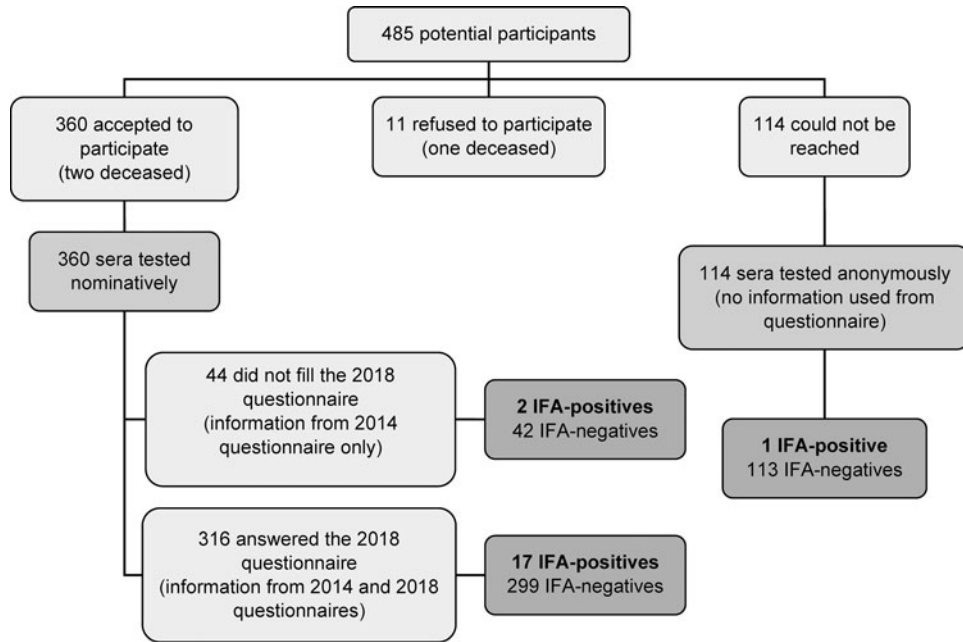 485 potential participants
360 accepted to
participate
(two deceased)
11 refused to participate
(one deceased)
114 could not be
reached
360 sera tested
nominatively
114 sera tested anonymously
(no information used from
questionnaire)
44 did not fill the 2018
questionnaire
(information from 2014
questionnaire only)
2 IFA-positives
42 IFA-negatives
1 IFA-positive
113 IFA-negatives
316 answered the 2018
questionnaire
(information from 2014 and 2018
questionnaires)
17 IFA-positives
299 IFA-negatives